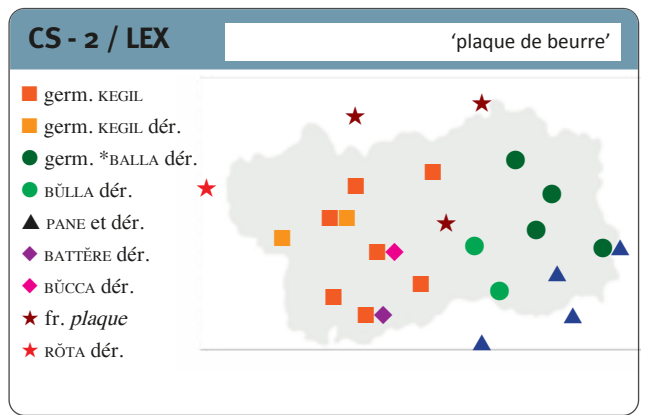 CS - 2 / LEX
‘plaque de beurre’
germ. KEGIL
germ. KEGIL dér.
germ. *BALLA dér.
BŬLLA dér.
PANE et dér.
BATTĔRE dér.
BŬCCA dér.
fr. plaque
RŎTA dér.